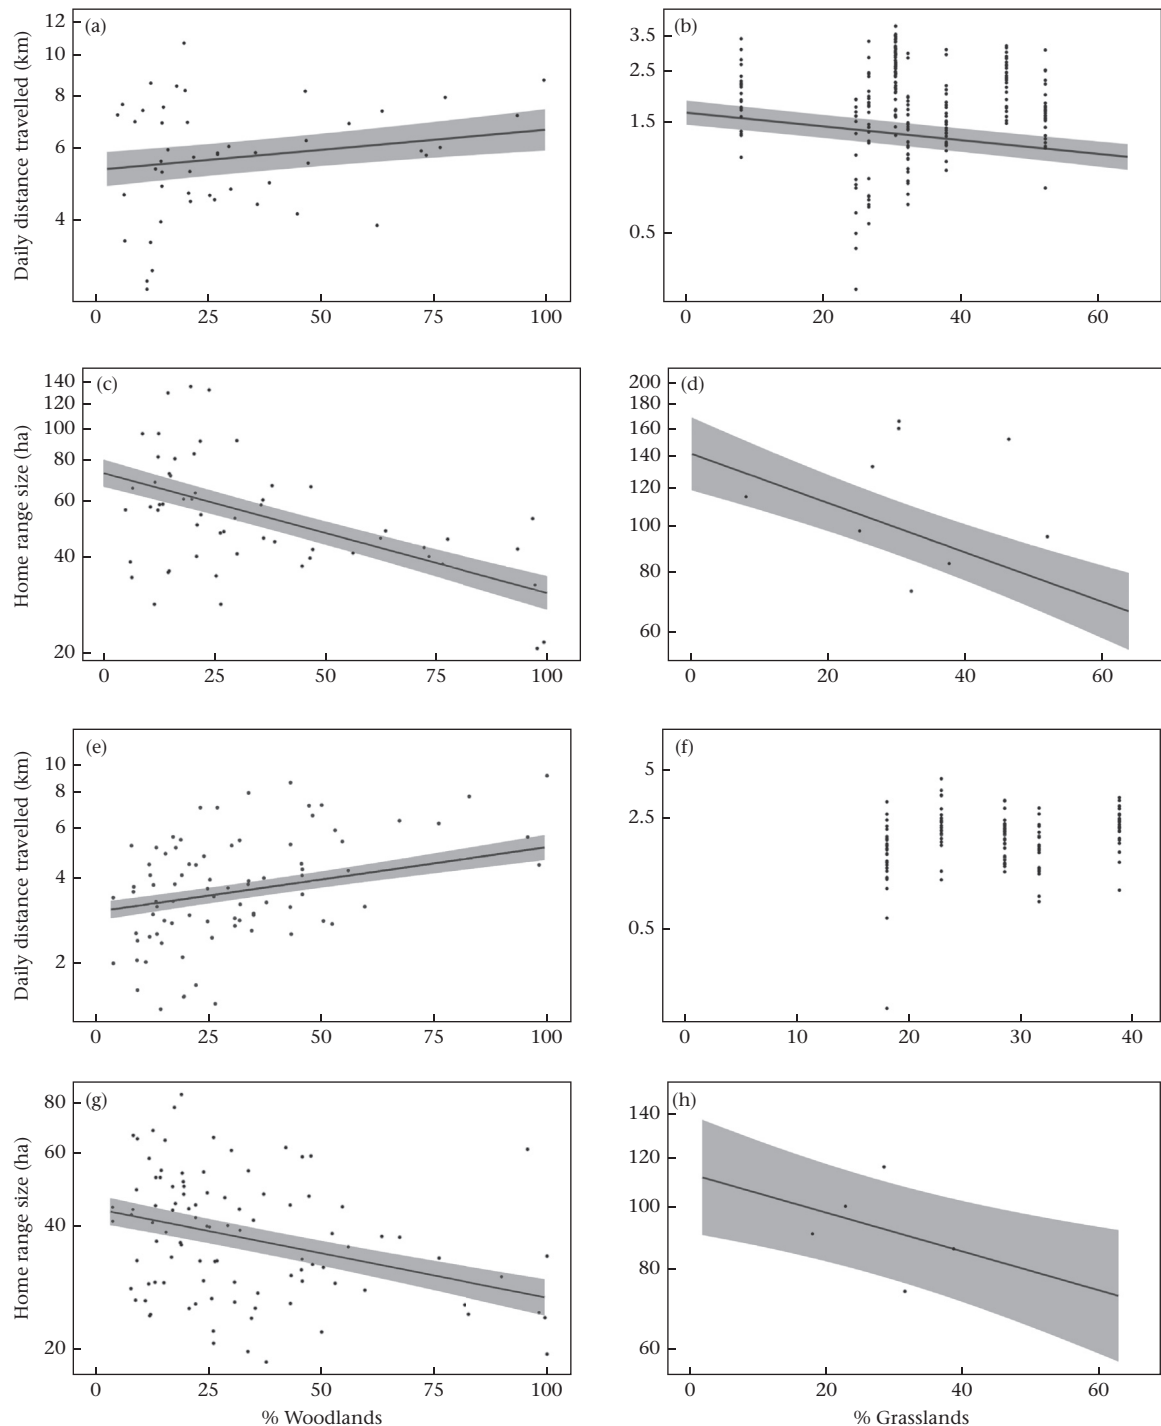 (a)
12
10
8
6
4
Daily distance travelled (km)
0 25 50 75 100
(b)
3.5
2.5
1.5
0.5
0 20 40 60
(c)
140
120
100
80
60
40
20
Home range size (ha)
0 25 50 75 100
(d)
200
180
160
140
120
100
80
60
0 20 40 60
(e)
10
8
6
4
2
Daily distance travelled (km)
0 25 50 75 100
(f)
5
2.5
0.5
0 10 20 30 40
(g)
80
60
40
20
Home range size (ha)
0 25 50 75 100
% Woodlands
(h)
140
120
100
80
60
0 20 40 60
% Grasslands